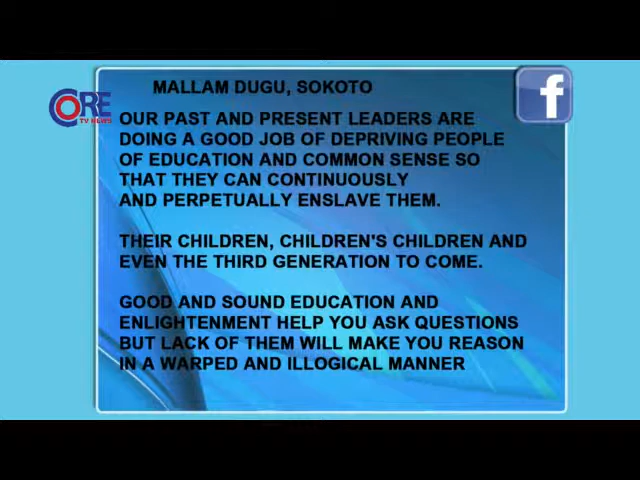 CORE
TV NEWS
f
MALLAM DUGU, SOKOTO
OUR PAST AND PRESENT LEADERS ARE
DOING A GOOD JOB OF DEPRIVING PEOPLE
OF EDUCATION AND COMMON SENSE SO
THAT THEY CAN CONTINUOUSLY
AND PERPETUALLY ENSLAVE THEM.
THEIR CHILDREN, CHILDREN'S CHILDREN AND
EVEN THE THIRD GENERATION TO COME.
GOOD AND SOUND EDUCATION AND
ENLIGHTENMENT HELP YOU ASK QUESTIONS
BUT LACK OF THEM WILL MAKE YOU REASON
IN A WARPED AND ILLOGICAL MANNER